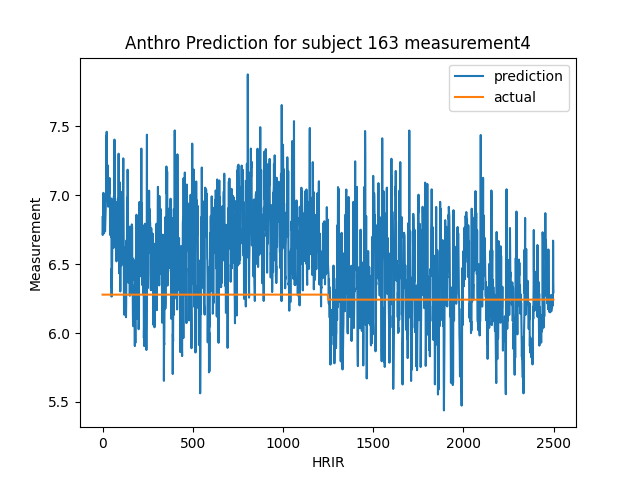 Anthro Prediction for subject 163 measurement4
prediction
actual
Measurement
7.5
7.0
6.5
6.0
5.5
0
500
1000
1500
2000
2500
HRIR